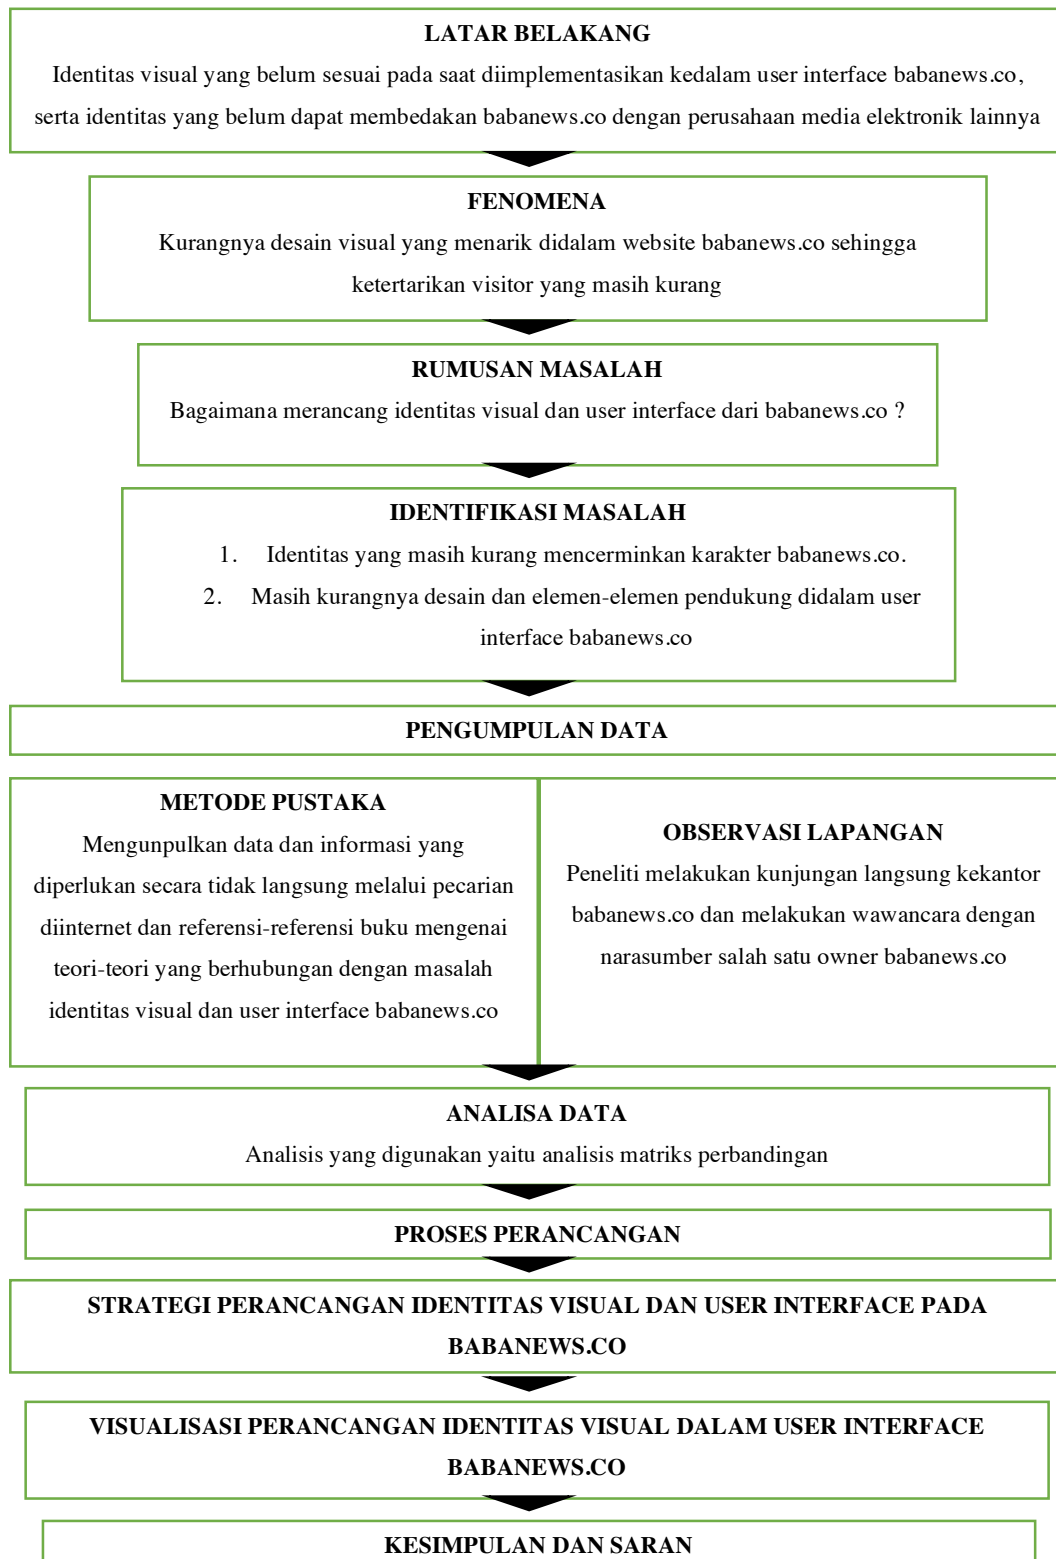 LATAR BELAKANG
Identitas visual yang belum sesuai pada saat diimplementasikan kedalam user interface babanews.co,
serta identitas yang belum dapat membedakan babanews.co dengan perusahaan media elektronik lainnya
FENOMENA
Kurangnya desain visual yang menarik didalam website babanews.co sehingga
ketertarikan visitor yang masih kurang
RUMUSAN MASALAH
Bagaimana merancang identitas visual dan user interface dari babanews.co ?
IDENTIFIKASI MASALAH
1. Identitas yang masih kurang mencerminkan karakter babanews.co.
2. Masih kurangnya desain dan elemen-elemen pendukung didalam user
interface babanews.co
PENGUMPULAN DATA
METODE PUSTAKA
Mengunpulkan data dan informasi yang
diperlukan secara tidak langsung melalui pecarian
diinternet dan referensi-referensi buku mengenai
teori-teori yang berhubungan dengan masalah
identitas visual dan user interface babanews.co
OBSERVASI LAPANGAN
Peneliti melakukan kunjungan langsung kekantor
babanews.co dan melakukan wawancara dengan
narasumber salah satu owner babanews.co
ANALISA DATA
Analisis yang digunakan yaitu analisis matriks perbandingan
PROSES PERANCANGAN
STRATEGI PERANCANGAN IDENTITAS VISUAL DAN USER INTERFACE PADA
BABANEWS.CO
VISUALISASI PERANCANGAN IDENTITAS VISUAL DALAM USER INTERFACE
BABANEWS.CO
KESIMPULAN DAN SARAN